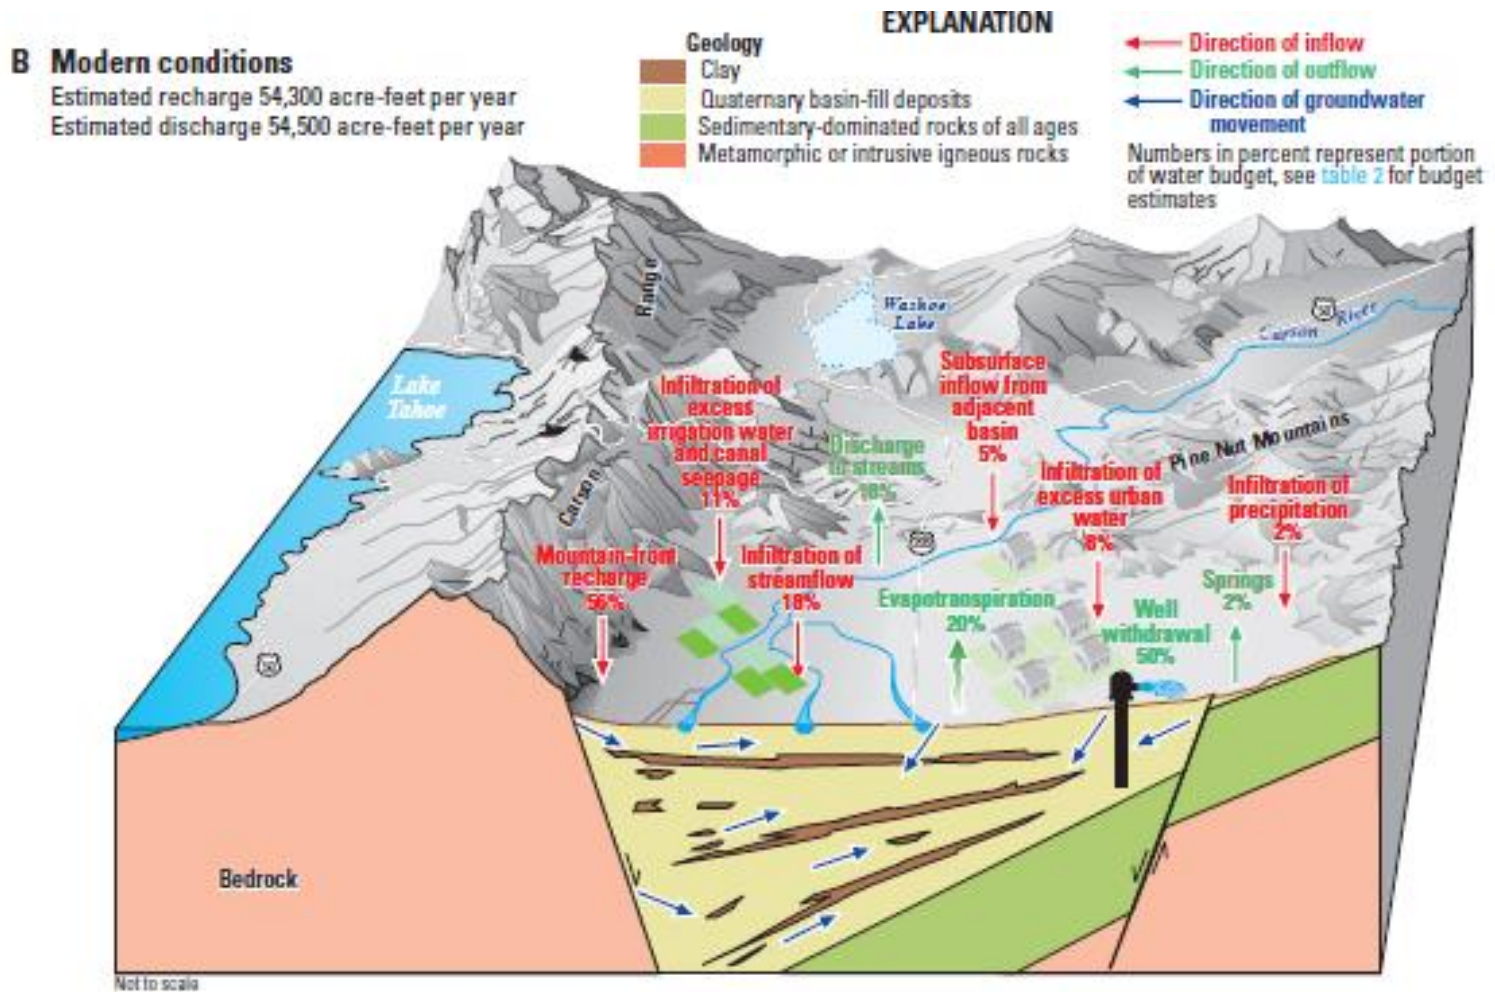 EXPLANATION
B Modern conditions
Estimated recharge 54,300 acre-feet per year
Estimated discharge 54,500 acre-feet per year
Geology
Clay
Quaternary basin-fill deposits
Sedimentary-dominated rocks of all ages
Metamorphic or intrusive igneous rocks
Direction of inflow
Direction of outflow
Direction of groundwater
movement
Numbers in percent represent portion
of water budget, see table 2 for budget
estimates
Range
Washoe
Lake
50
Carson River
Lake
Tahoe
Infiltration of
excess
irrigation water
and canal
seepage
11%
Subsurface
inflow from
adjacent
basin
5%
Discharge
to streams
Pine Nut Mountains
Carson
Infiltration of
excess urban
water
8%
Infiltration of
precipitation
2%
Mountain-front
recharge
56%
Infiltration of
streamflow
18%
Evapotranspiration
20%
Springs
2%
Well
withdrawal
50%
50
Bedrock
Not to scale